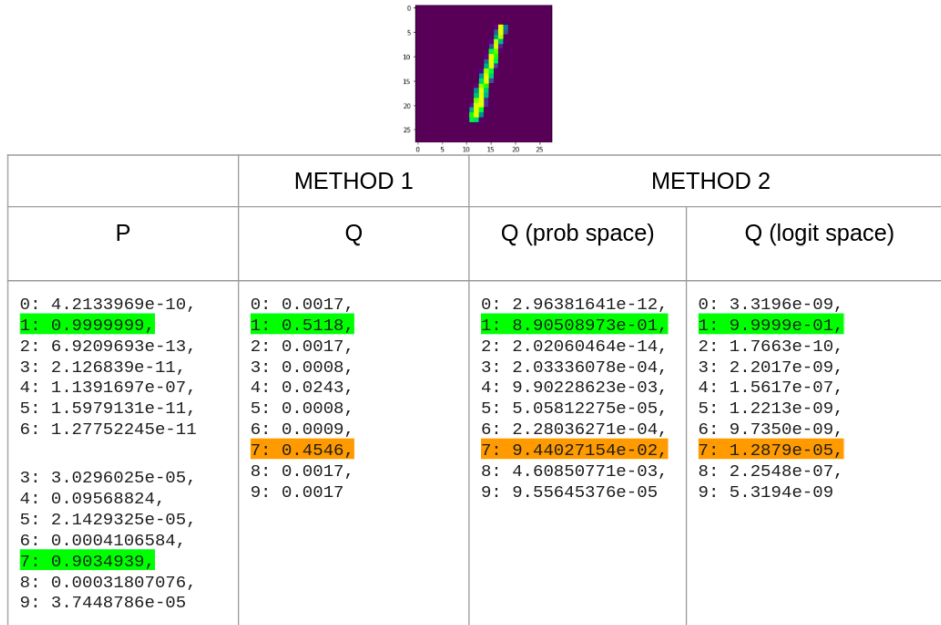 0
5
10
15
20
25
0 5 10 15 20 25
METHOD 1 METHOD 2
P Q Q (prob space) Q (logit space)
0: 4.2133969e-10,
1: 0.9999999,
2: 6.9209693e-13,
3: 2.126839e-11,
4: 1.1391697e-07,
5: 1.5979131e-11,
6: 1.27752245e-11
3: 3.0296025e-05,
4: 0.09568824,
5: 2.1429325e-05,
6: 0.0004106584,
7: 0.9034939,
8: 0.00031807076,
9: 3.7448786e-05
0: 0.0017,
1: 0.5118,
2: 0.0017,
3: 0.0008,
4: 0.0243,
5: 0.0008,
6: 0.0009,
7: 0.4546,
8: 0.0017,
9: 0.0017
0: 2.96381641e-12,
1: 8.90508973e-01,
2: 2.02060464e-14,
3: 2.03336078e-04,
4: 9.90228623e-03,
5: 5.05812275e-05,
6: 2.28036271e-04,
7: 9.44027154e-02,
8: 4.60850771e-03,
9: 9.55645376e-05
0: 3.3196e-09,
1: 9.9999e-01,
2: 1.7663e-10,
3: 2.2017e-09,
4: 1.5617e-07,
5: 1.2213e-09,
6: 9.7350e-09,
7: 1.2879e-05,
8: 2.2548e-07,
9: 5.3194e-09